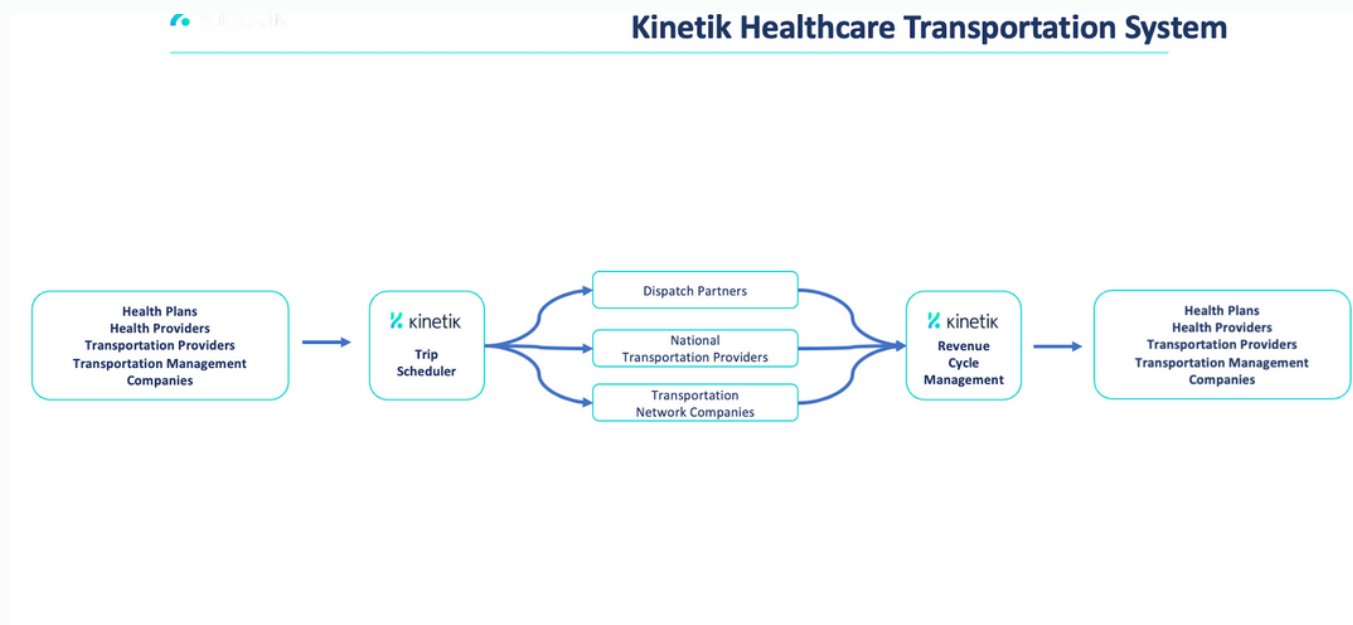 Kinetik Healthcare Transportation System
Health Plans
Health Providers
Transportation Providers
Transportation Management
Companies
kinetik
Trip
Scheduler
Dispatch Partners
National
Transportation Providers
Transportation
Network Companies
kinetik
Revenue
Cycle
Management
Health Plans
Health Providers
Transportation Providers
Transportation Management
Companies